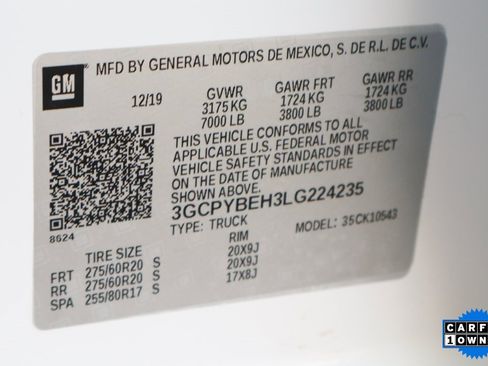 GM
MFD BY GENERAL MOTORS DE MEXICO, S. DE R.L. DE C.V.
12/19 GVWR GAWR FRT GAWR RR
3175 KG 1724 KG 1724 KG
7000 LB 3800 LB 3800 LB
THIS VEHICLE CONFORMS TO ALL
APPLICABLE U.S. FEDERAL MOTOR
VEHICLE SAFETY STANDARDS IN EFFECT
ON THE DATE OF MANUFACTURE
SHOWN ABOVE.
3GCPYBEH3LG224235
8624 TYPE: TRUCK MODEL: 35CK10543
TIRE SIZE RIM
FRT 275/60R20 S 20X9J
RR 275/60R20 S 20X9J
SPA 255/80R17 S 17X8J
CARF
1 OWN